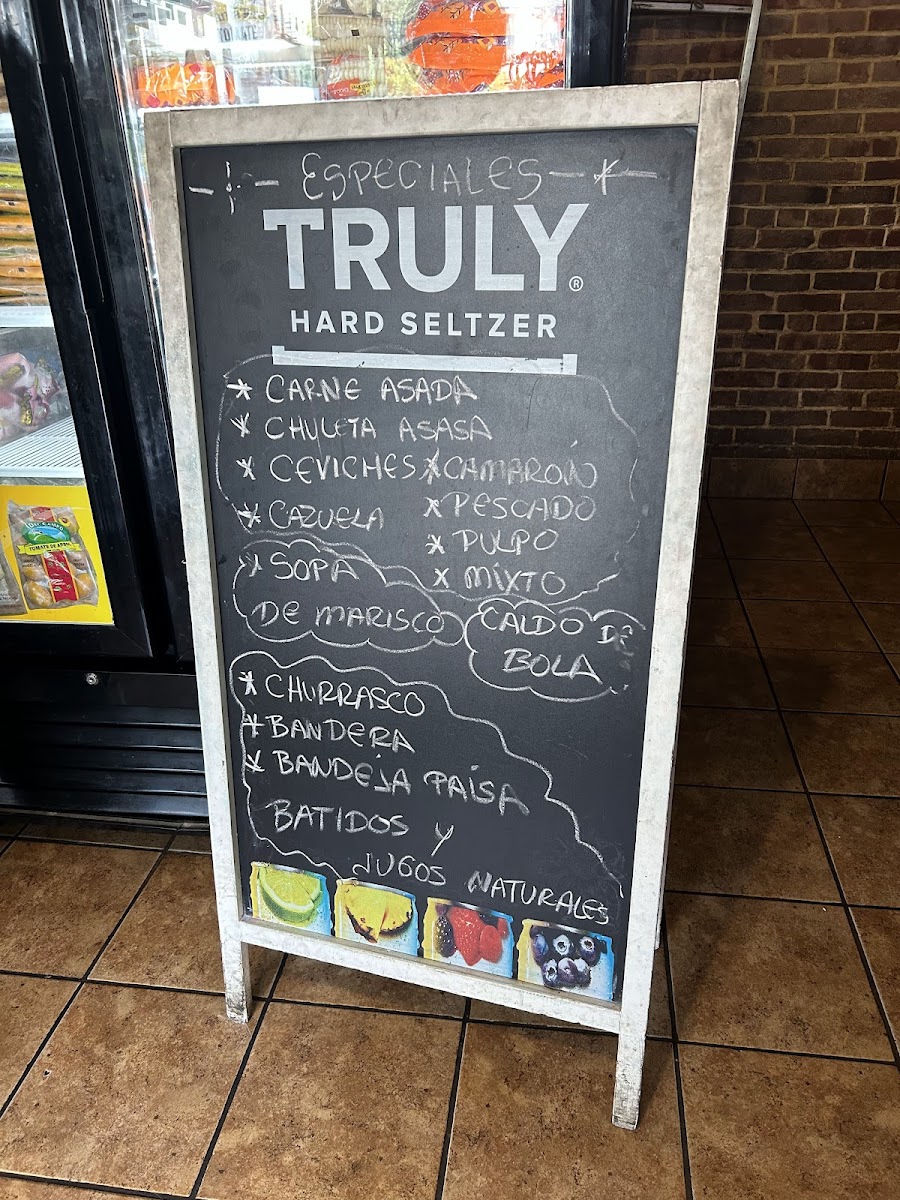 ESPECIALES
TRULY®
HARD SELTZER
* CARNE ASADA
* CHULETA ASASA
* CEVICHES * CAMARON
* PESCADO
* CAZUELA
* PULPO
* MIXTO
* SOPA
DE MARISCO
CALDO DE
BOLA
* CHURRASCO
* BANDERA
* BANDEJA PAISA
BATIDOS Y
JUGOS NATURALES